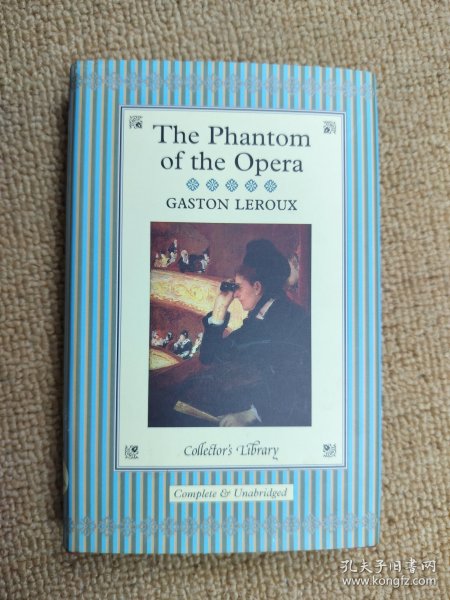 The Phantom
of the Opera
GASTON LEROUX
Collector's Library
Complete & Unabridged
孔夫子旧书网
www.kongfz.com